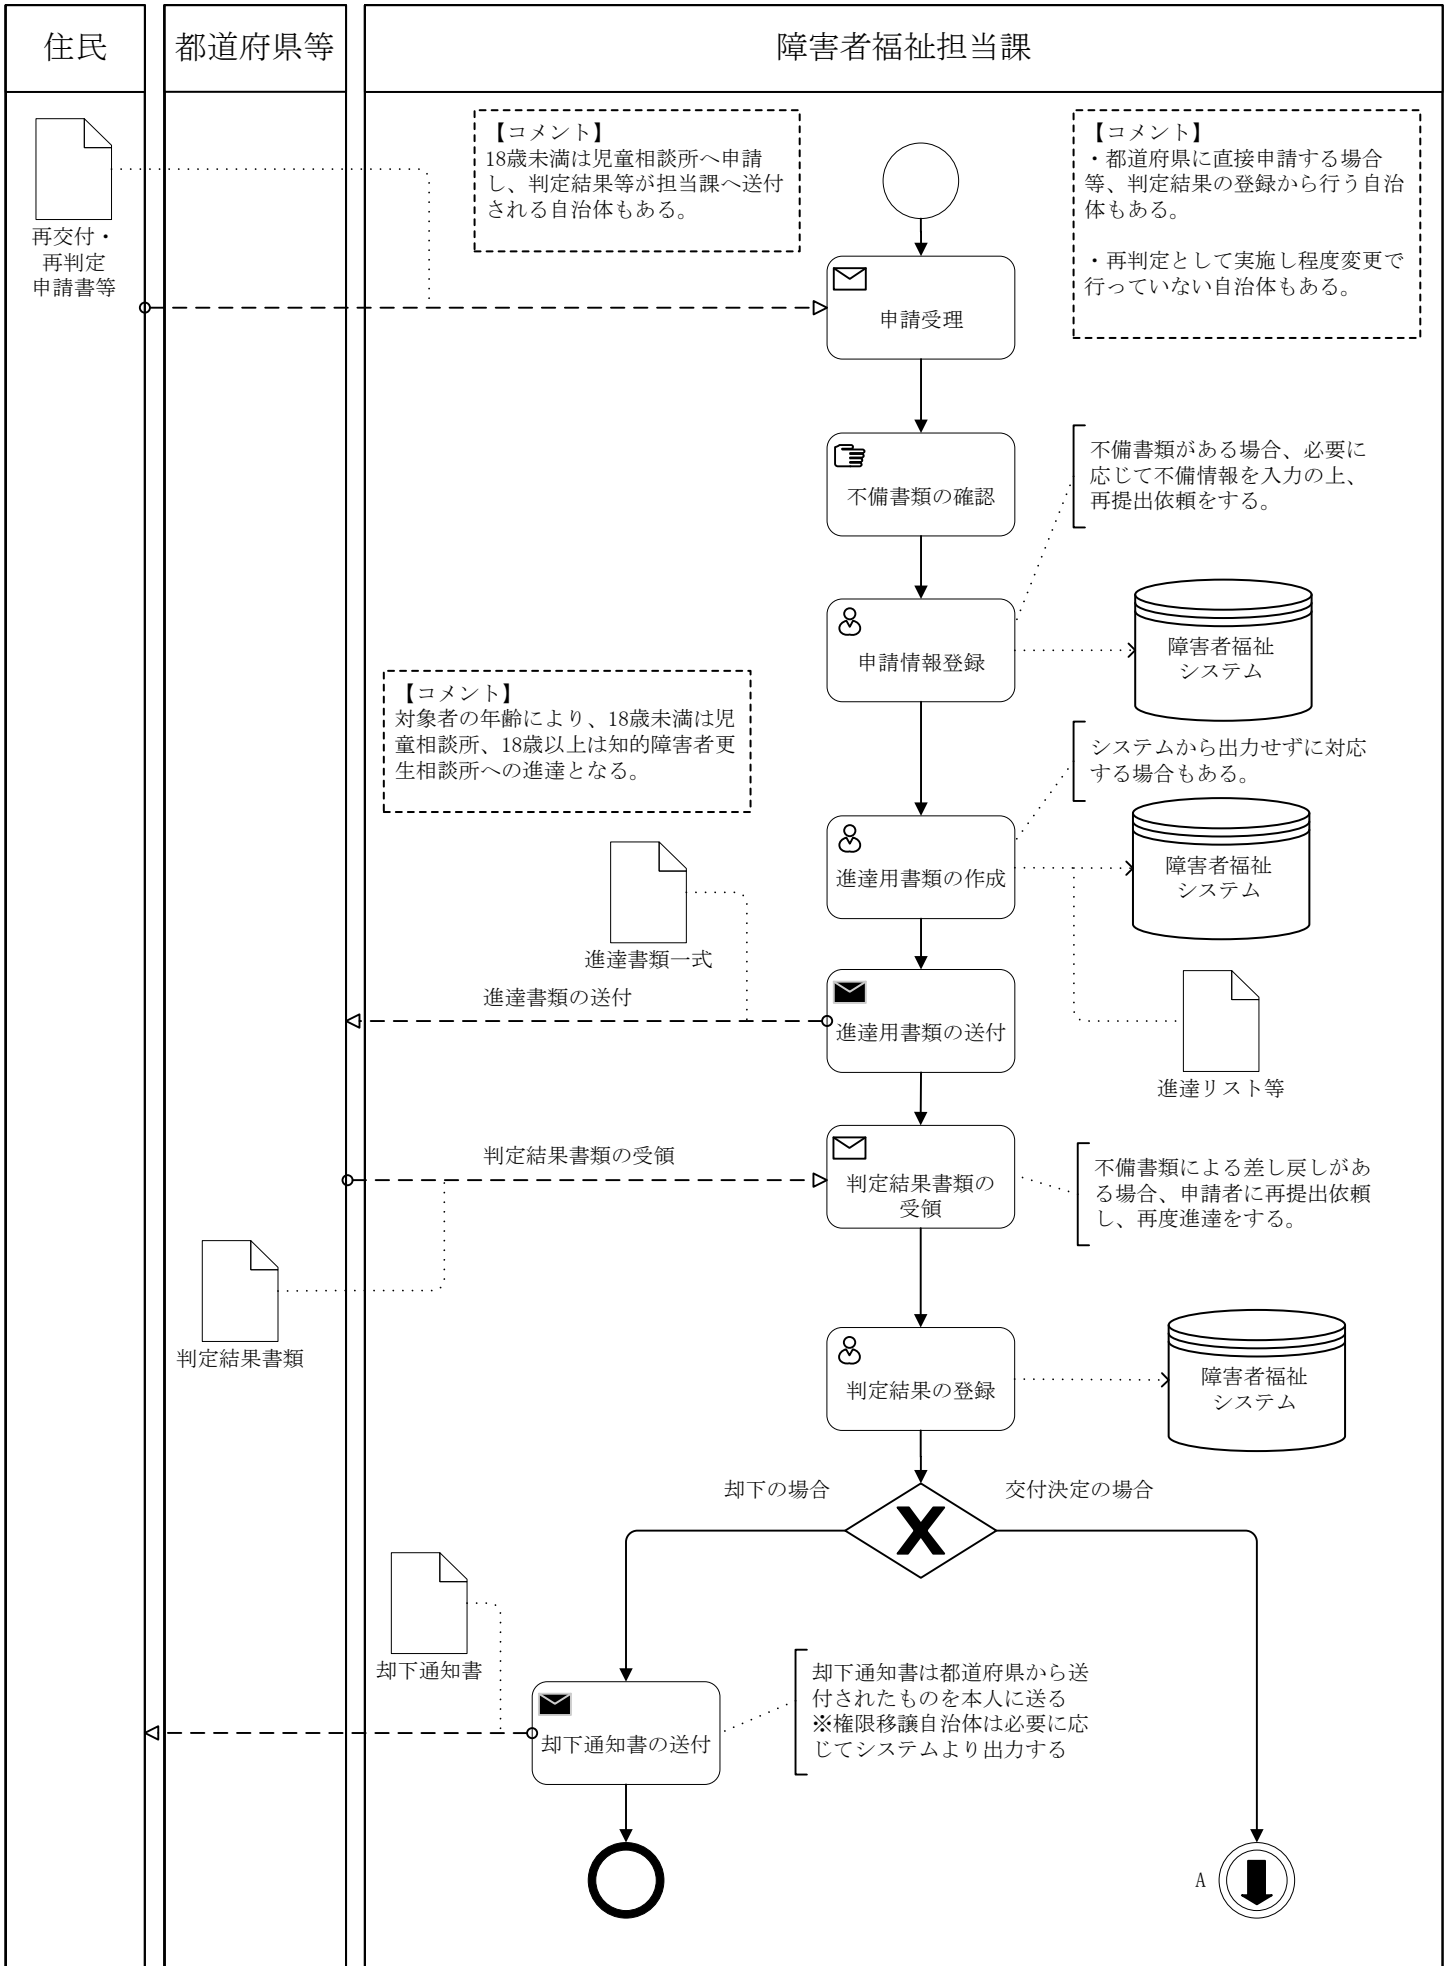 住民
都道府県等
障害者福祉担当課
【コメント】
18歳未満は児童相談所へ申請
し、判定結果等が担当課へ送付
される自治体もある。
【コメント】
・都道府県に直接申請する場合
等、判定結果の登録から行う自治
体もある。
・再判定として実施し程度変更で
行っていない自治体もある。
再交付・
再判定
申請書等
申請受理
不備書類の確認
不備書類がある場合、必要に
応じて不備情報を入力の上、
再提出依頼をする。
申請情報登録
障害者福祉
システム
【コメント】
対象者の年齢により、18歳未満は児
童相談所、18歳以上は知的障害者更
生相談所への進達となる。
システムから出力せずに対応
する場合もある。
進達用書類の作成
障害者福祉
システム
進達書類一式
進達書類の送付
進達用書類の送付
進達リスト等
判定結果書類の受領
判定結果書類の
受領
不備書類による差し戻しがあ
る場合、申請者に再提出依頼
し、再度進達をする。
判定結果書類
判定結果の登録
障害者福祉
システム
却下の場合
交付決定の場合
X
却下通知書
却下通知書の送付
却下通知書は都道府県から送
付されたものを本人に送る
※権限移譲自治体は必要に応
じてシステムより出力する
A